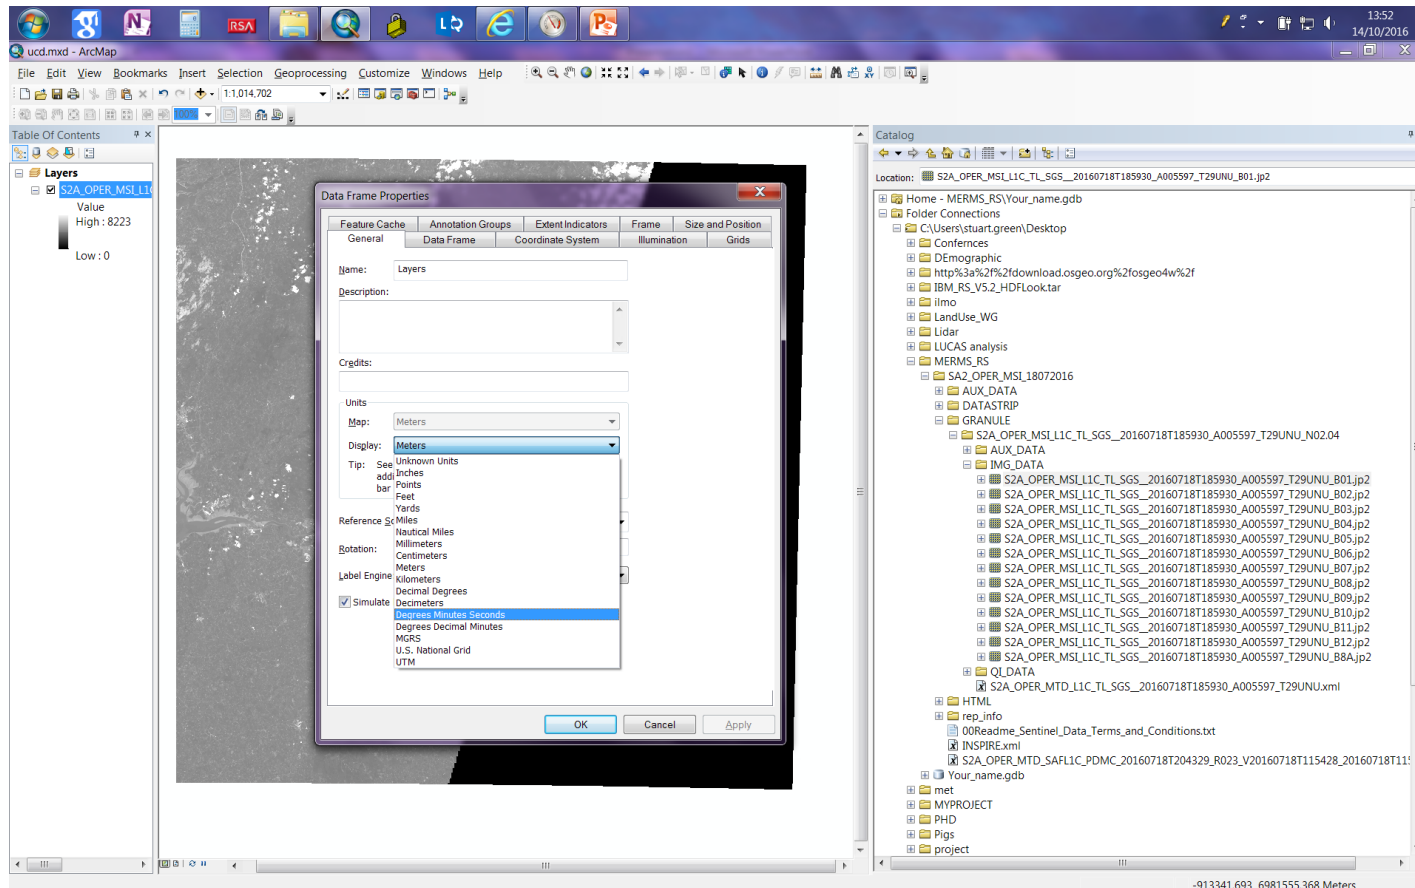 RSA
13:52
14/10/2016
ucd.mxd - ArcMap
File Edit View Bookmarks Insert Selection Geoprocessing Customize Windows Help
1:1,014,702
100%
Table Of Contents
Layers
S2A_OPER_MSI_L1C
Value
High : 8223
Low : 0
Data Frame Properties
Feature Cache Annotation Groups Extent Indicators Frame Size and Position
General Data Frame Coordinate System Illumination Grids
Name: Layers
Description:
Credits:
Units
Map: Meters
Display: Meters
Tip: See
addi
bar
Unknown Units
Inches
Points
Feet
Yards
Miles
Nautical Miles
Millimeters
Centimeters
Meters
Kilometers
Decimal Degrees
Decimeters
Degrees Minutes Seconds
Degrees Decimal Minutes
MGRS
U.S. National Grid
UTM
Reference Sc
Rotation:
Label Engine
Simulate
OK Cancel Apply
Catalog
Location: S2A_OPER_MSI_L1C_TL_SGS__20160718T185930_A005597_T29UNU_B01.jp2
Home - MERMS_RS\Your_name.gdb
Folder Connections
C:\Users\stuart.green\Desktop
Confernces
DEmographic
http%3a%2f%2fdownload.osgeo.org%2fosgeo4w%2f
IBM_RS_V5.2_HDFLook.tar
ilmo
LandUse_WG
Lidar
LUCAS analysis
MERMS_RS
SA2_OPER_MSI_18072016
AUX_DATA
DATASTRIP
GRANULE
S2A_OPER_MSI_L1C_TL_SGS__20160718T185930_A005597_T29UNU_N02.04
AUX_DATA
IMG_DATA
S2A_OPER_MSI_L1C_TL_SGS__20160718T185930_A005597_T29UNU_B01.jp2
S2A_OPER_MSI_L1C_TL_SGS__20160718T185930_A005597_T29UNU_B02.jp2
S2A_OPER_MSI_L1C_TL_SGS__20160718T185930_A005597_T29UNU_B03.jp2
S2A_OPER_MSI_L1C_TL_SGS__20160718T185930_A005597_T29UNU_B04.jp2
S2A_OPER_MSI_L1C_TL_SGS__20160718T185930_A005597_T29UNU_B05.jp2
S2A_OPER_MSI_L1C_TL_SGS__20160718T185930_A005597_T29UNU_B06.jp2
S2A_OPER_MSI_L1C_TL_SGS__20160718T185930_A005597_T29UNU_B07.jp2
S2A_OPER_MSI_L1C_TL_SGS__20160718T185930_A005597_T29UNU_B08.jp2
S2A_OPER_MSI_L1C_TL_SGS__20160718T185930_A005597_T29UNU_B09.jp2
S2A_OPER_MSI_L1C_TL_SGS__20160718T185930_A005597_T29UNU_B10.jp2
S2A_OPER_MSI_L1C_TL_SGS__20160718T185930_A005597_T29UNU_B11.jp2
S2A_OPER_MSI_L1C_TL_SGS__20160718T185930_A005597_T29UNU_B12.jp2
S2A_OPER_MSI_L1C_TL_SGS__20160718T185930_A005597_T29UNU_B8A.jp2
QI_DATA
S2A_OPER_MTD_L1C_TL_SGS__20160718T185930_A005597_T29UNU.xml
HTML
rep_info
00Readme_Sentinel_Data_Terms_and_Conditions.txt
INSPIRE.xml
S2A_OPER_MTD_SAFL1C_PDMC_20160718T204329_R023_V20160718T115428_20160718T115
Your_name.gdb
met
MYPROJECT
PHD
Pigs
project
-913341.693 6981555.368 Meters